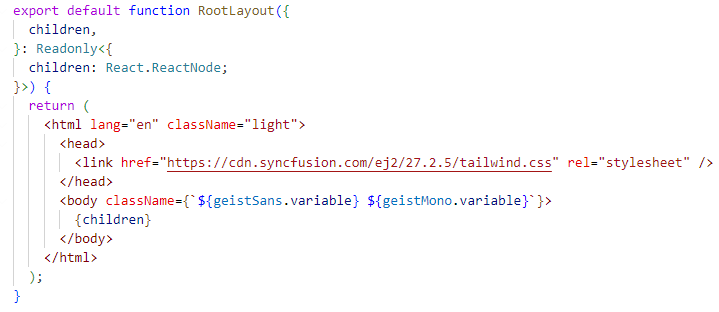 export default function RootLayout({
  children,
}: Readonly<{
  children: React.ReactNode;
}>) {
  return (
    <html lang="en" className="light">
      <head>
        <link href="https://cdn.syncfusion.com/ej2/27.2.5/tailwind.css" rel="stylesheet" />
      </head>
      <body className={`${geistSans.variable} ${geistMono.variable}`}>
        {children}
      </body>
    </html>
  );
}